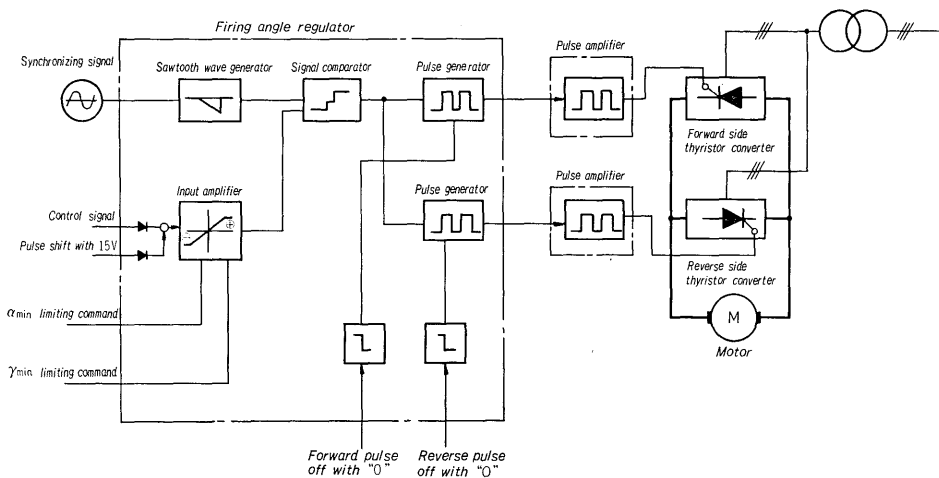 Firing angle regulator
Synchronizing signal
Sawtooth wave generator
Signal comparator
Pulse generator
Pulse amplifier
Forward side
thyristor converter
Input amplifier
Pulse generator
Pulse amplifier
Control signal
Pulse shift with 15V
Reverse side
thyristor converter
αmin limiting command
M
Motor
γmin limiting command
Forward pulse
off with "0"
Reverse pulse
off with "0"